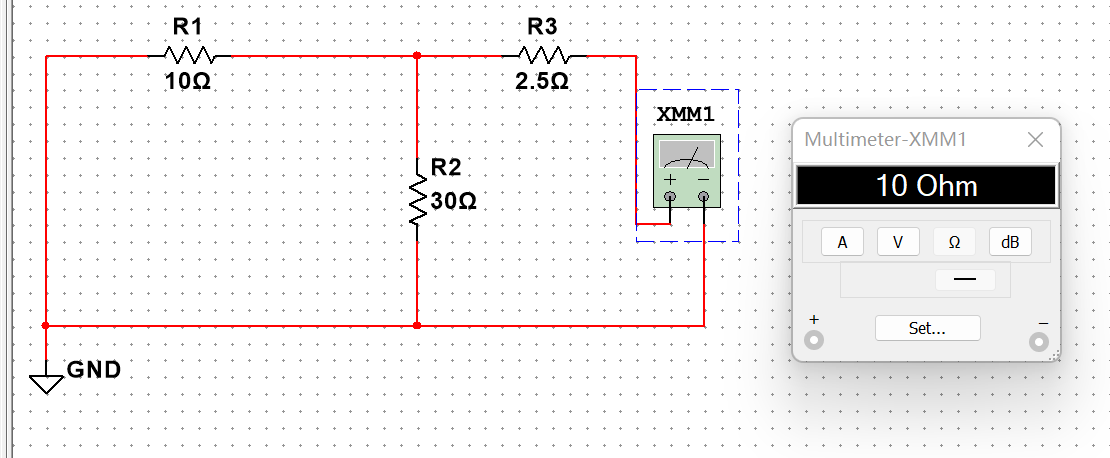 R1
10Ω
R3
2.5Ω
XMM1
+ −
R2
30Ω
GND
Multimeter-XMM1
10 Ohm
A V Ω dB
+ Set... −